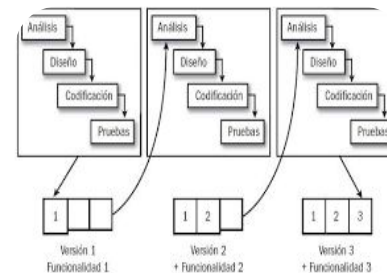 Análisis
Diseño
Codificación
Pruebas
Análisis
Diseño
Codificación
Pruebas
Análisis
Diseño
Codificación
Pruebas
1
Versión 1
Funcionalidad 1
1 2
Versión 2
+ Funcionalidad 2
1 2 3
Versión 3
+ Funcionalidad 3